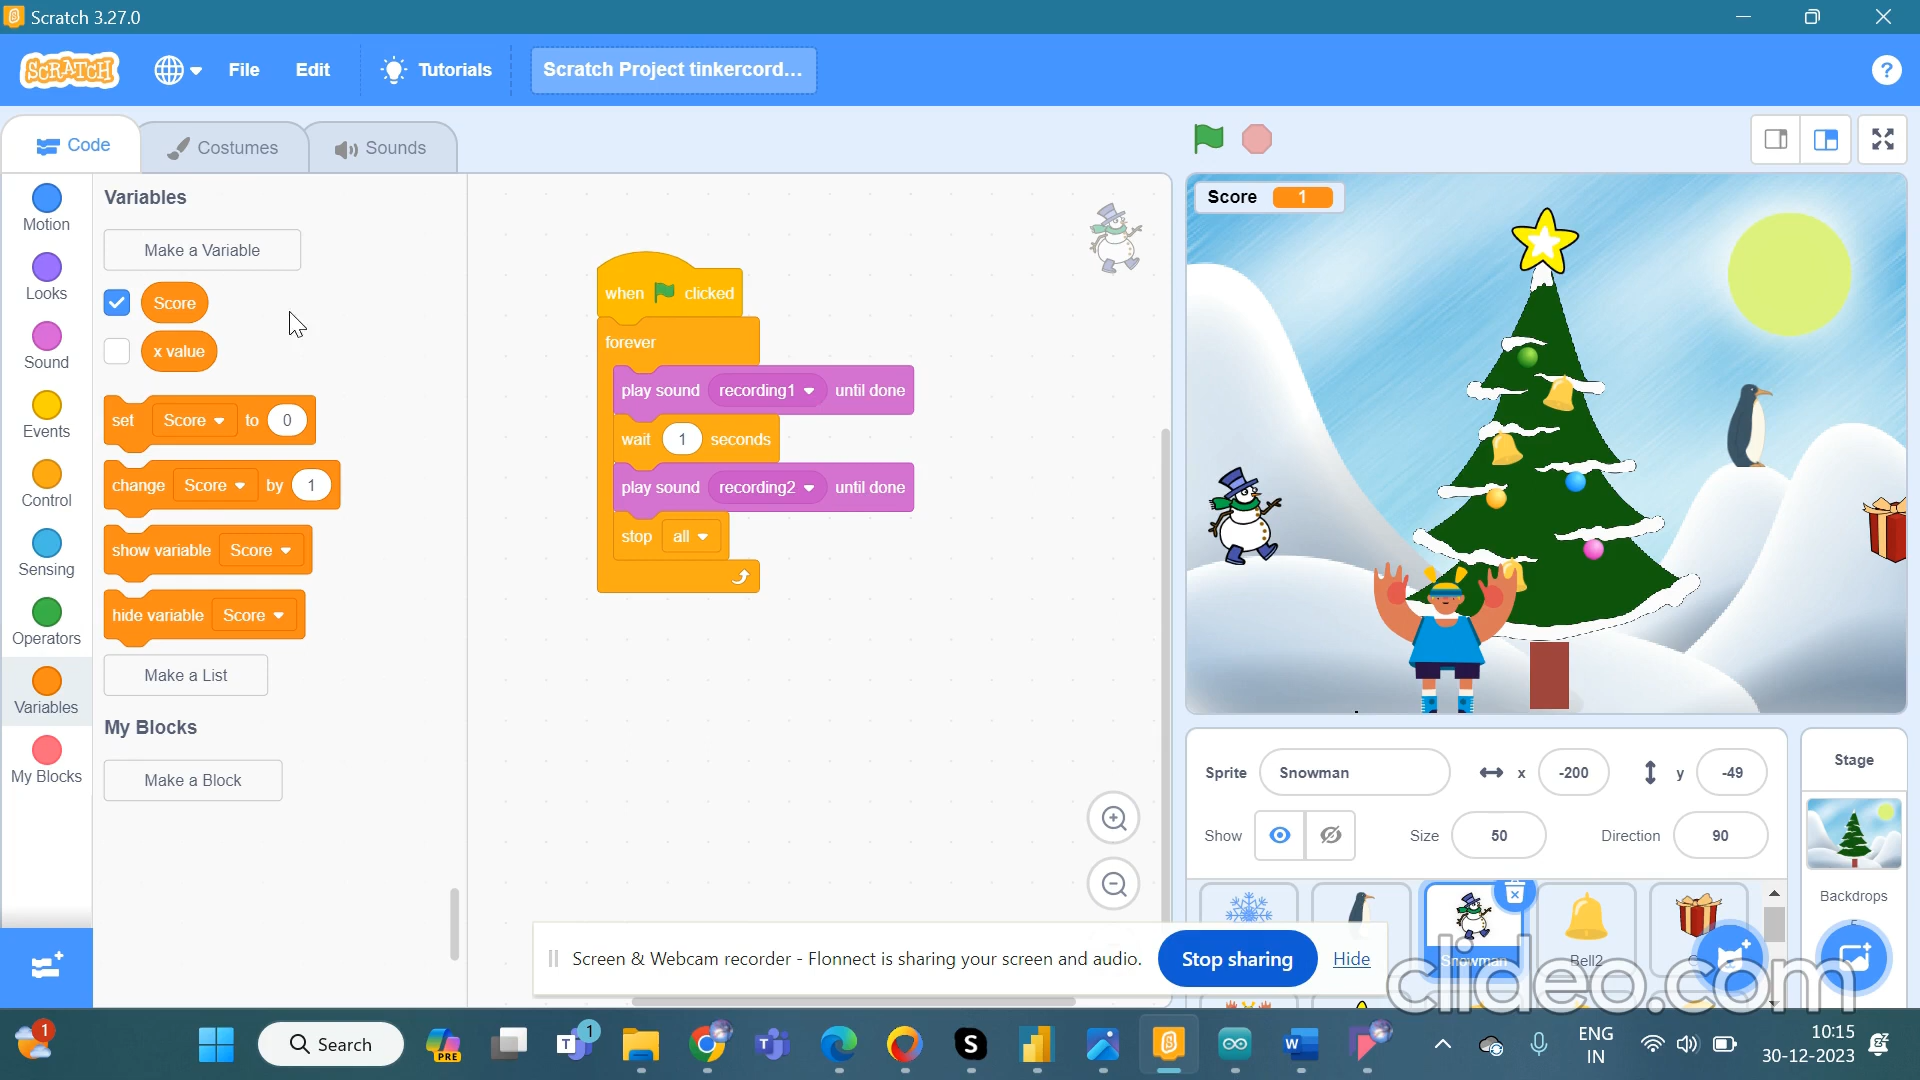 Scratch 3.27.0
SCRATCH
File
Edit
Tutorials
Scratch Project tinkercord...
Code
Costumes
Sounds
Motion
Looks
Sound
Events
Control
Sensing
Operators
Variables
My Blocks
Variables
Make a Variable
Score
x value
set Score to 0
change Score by 1
show variable Score
hide variable Score
Make a List
My Blocks
Make a Block
when clicked
forever
play sound recording1 until done
wait 1 seconds
play sound recording2 until done
stop all
Score 1
Sprite Snowman x -200 y -49
Show Size 50 Direction 90
Snowman
Bell2
Stage
Backdrops
Screen & Webcam recorder - Flonnect is sharing your screen and audio.
Stop sharing
Hide
clideo.com
1
Search
PRE
1
ENG
IN
10:15
30-12-2023